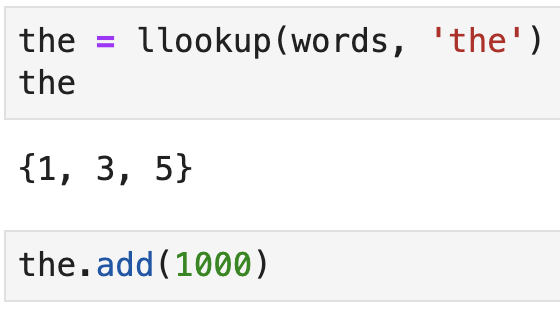 the = llookup(words, 'the')
the
{1, 3, 5}
the.add(1000)